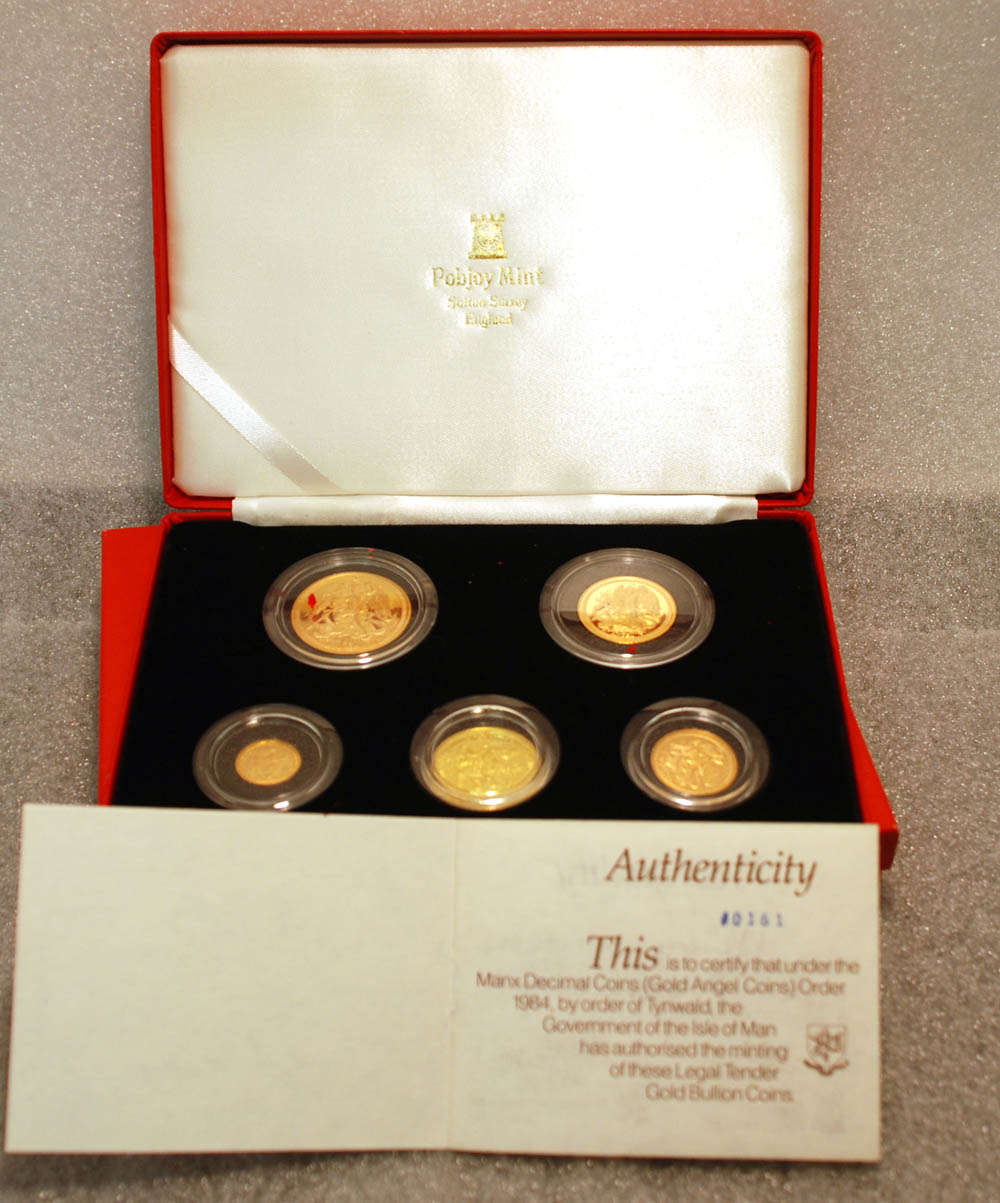 Pobjoy Mint
Sutton Surrey
England
Authenticity
#0161
This is to certify that under the
Manx Decimal Coins (Gold Angel Coins) Order
1984, by order of Tynwald, the
Government of the Isle of Man
has authorised the minting
of these Legal Tender
Gold Bullion Coins.